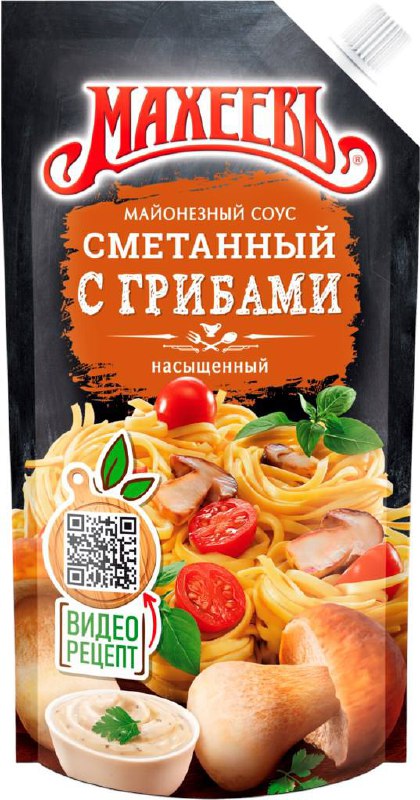 МАХЕЕВЪ®
МАЙОНЕЗНЫЙ СОУС
СМЕТАННЫЙ
С ГРИБАМИ
НАСЫЩЕННЫЙ
ВИДЕО
РЕЦЕПТ